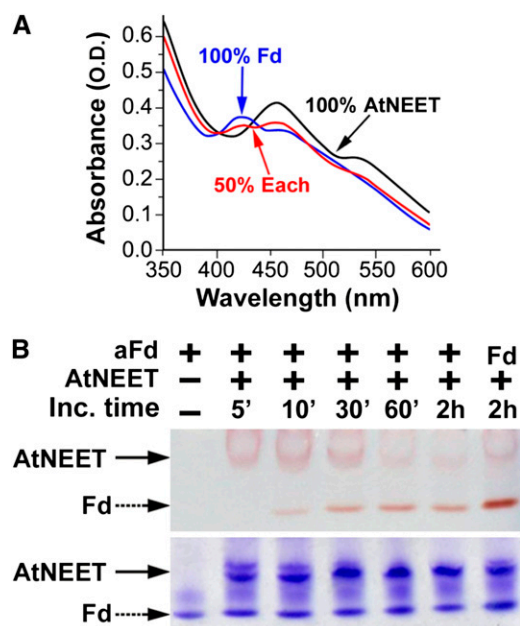 A
Absorbance (O.D.)
0.6
0.5
0.4
0.3
0.2
0.1
0.0
100% Fd
100% AtNEET
50% Each
350 400 450 500 550 600
Wavelength (nm)
B
aFd + + + + + + Fd
AtNEET − + + + + + +
Inc. time − 5' 10' 30' 60' 2h 2h
AtNEET
Fd
AtNEET
Fd